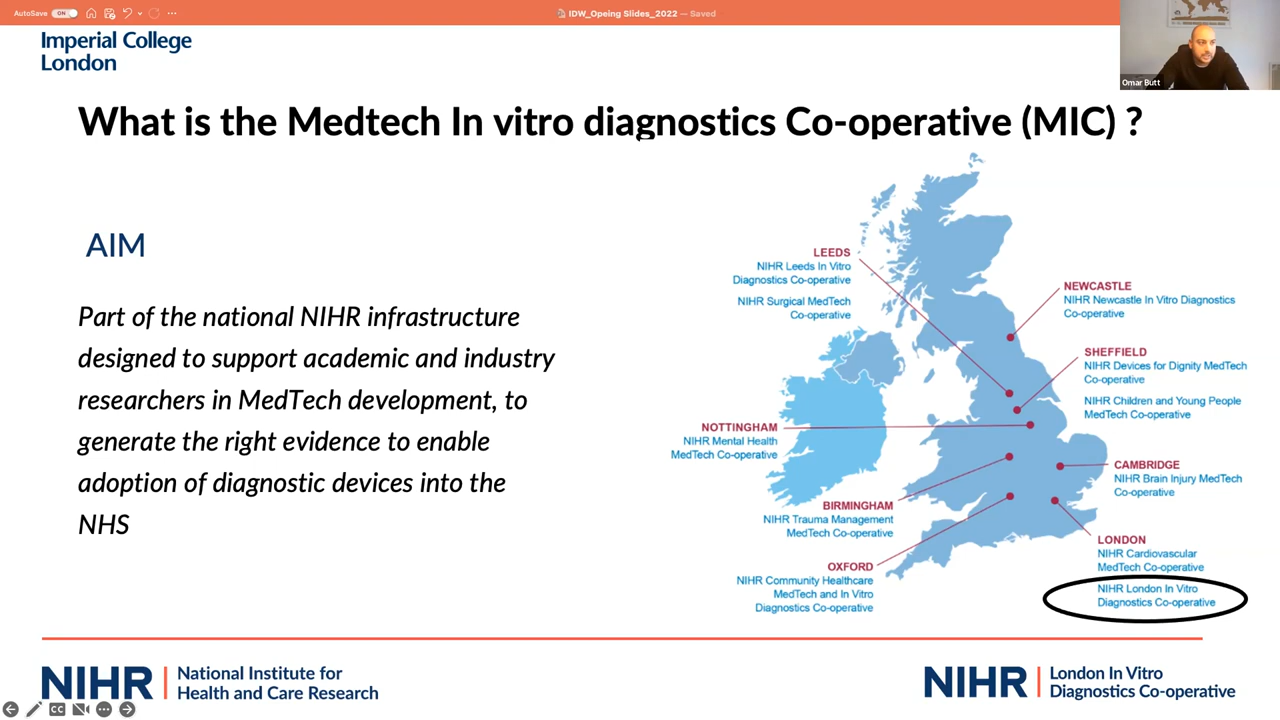 AutoSave ON
IDW_Opeing Slides_2022 — Saved
Omar Butt
Imperial College
London
What is the Medtech In vitro diagnostics Co-operative (MIC) ?
AIM
Part of the national NIHR infrastructure
designed to support academic and industry
researchers in MedTech development, to
generate the right evidence to enable
adoption of diagnostic devices into the
NHS
LEEDS
NIHR Leeds In Vitro
Diagnostics Co-operative
NIHR Surgical MedTech
Co-operative
NEWCASTLE
NIHR Newcastle In Vitro Diagnostics
Co-operative
SHEFFIELD
NIHR Devices for Dignity MedTech
Co-operative
NIHR Children and Young People
MedTech Co-operative
NOTTINGHAM
NIHR Mental Health
MedTech Co-operative
CAMBRIDGE
NIHR Brain Injury MedTech
Co-operative
BIRMINGHAM
NIHR Trauma Management
MedTech Co-operative
LONDON
NIHR Cardiovascular
MedTech Co-operative
NIHR London In Vitro
Diagnostics Co-operative
OXFORD
NIHR Community Healthcare
MedTech and In Vitro
Diagnostics Co-operative
NIHR | National Institute for
Health and Care Research
NIHR | London In Vitro
Diagnostics Co-operative
CC